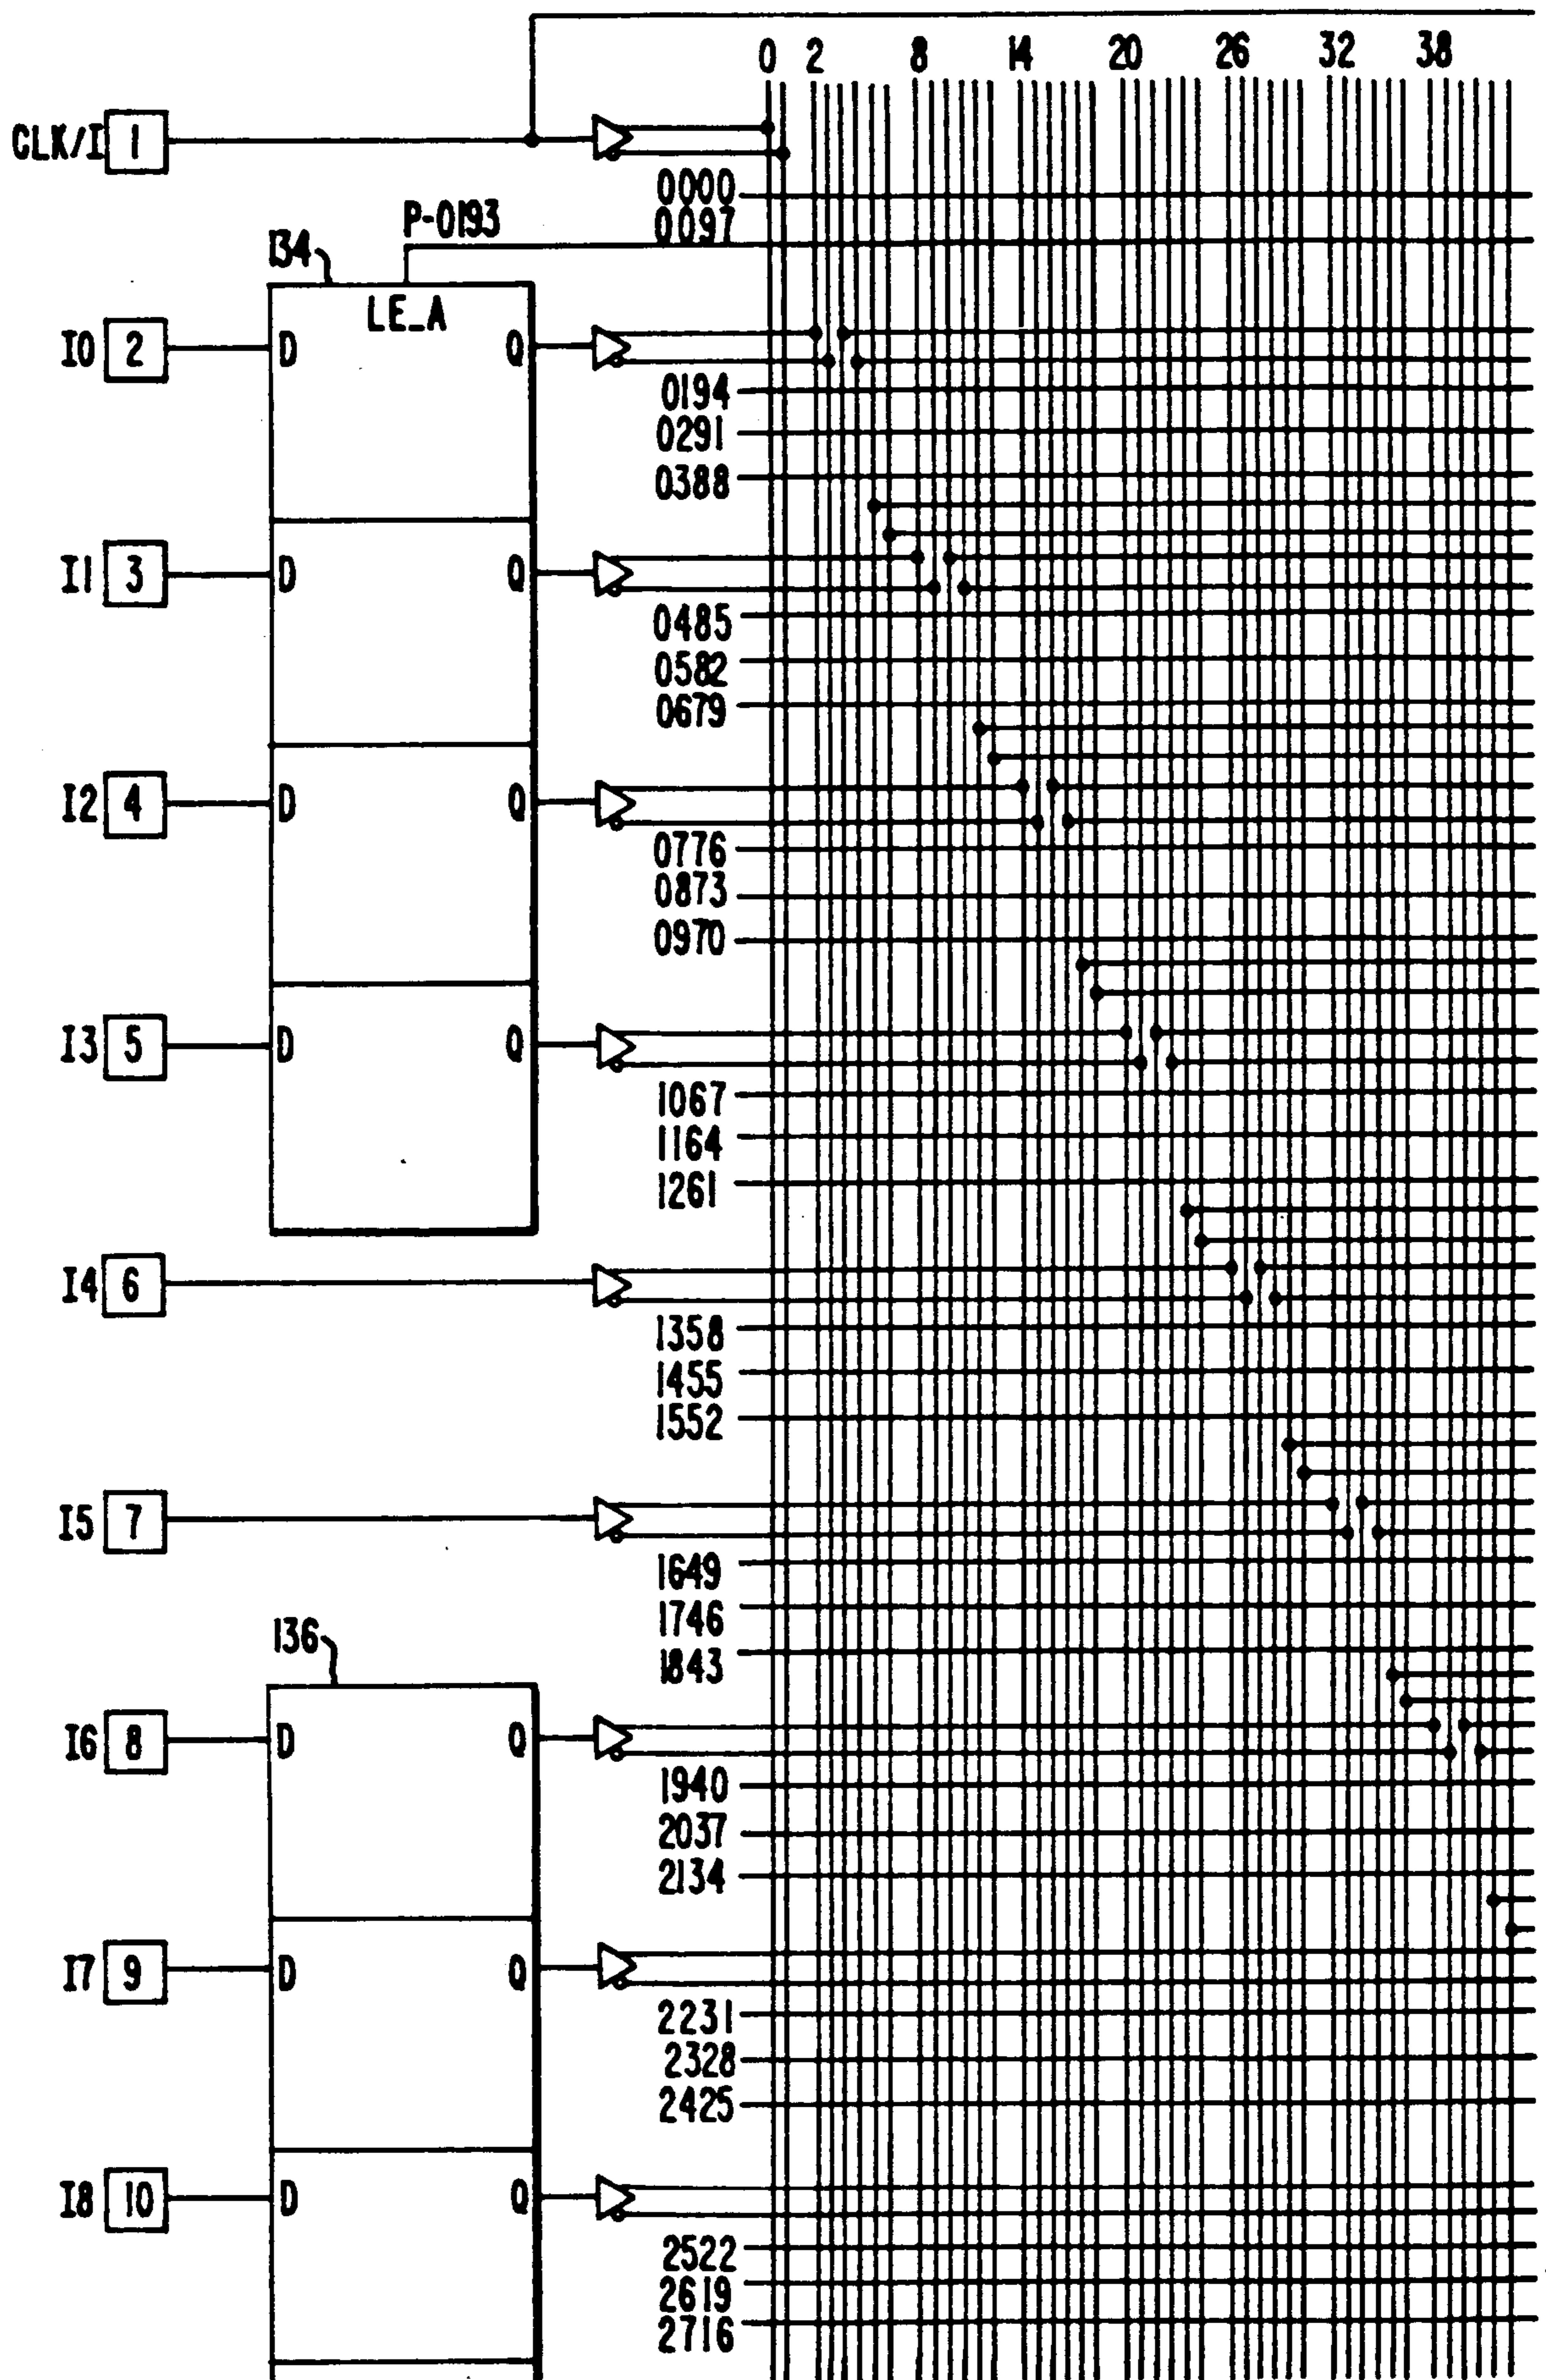 0 2 8 14 20 26 32 38
CLK/I 1
0000
P-0193
0097
134
LE_A
I0 2 D Q
0194
0291
0388
I1 3 D Q
0485
0582
0679
I2 4 D Q
0776
0873
0970
I3 5 D Q
1067
1164
1261
I4 6
1358
1455
1552
I5 7
1649
1746
1843
136
I6 8 D Q
1940
2037
2134
I7 9 D Q
2231
2328
2425
I8 10 D Q
2522
2619
2716